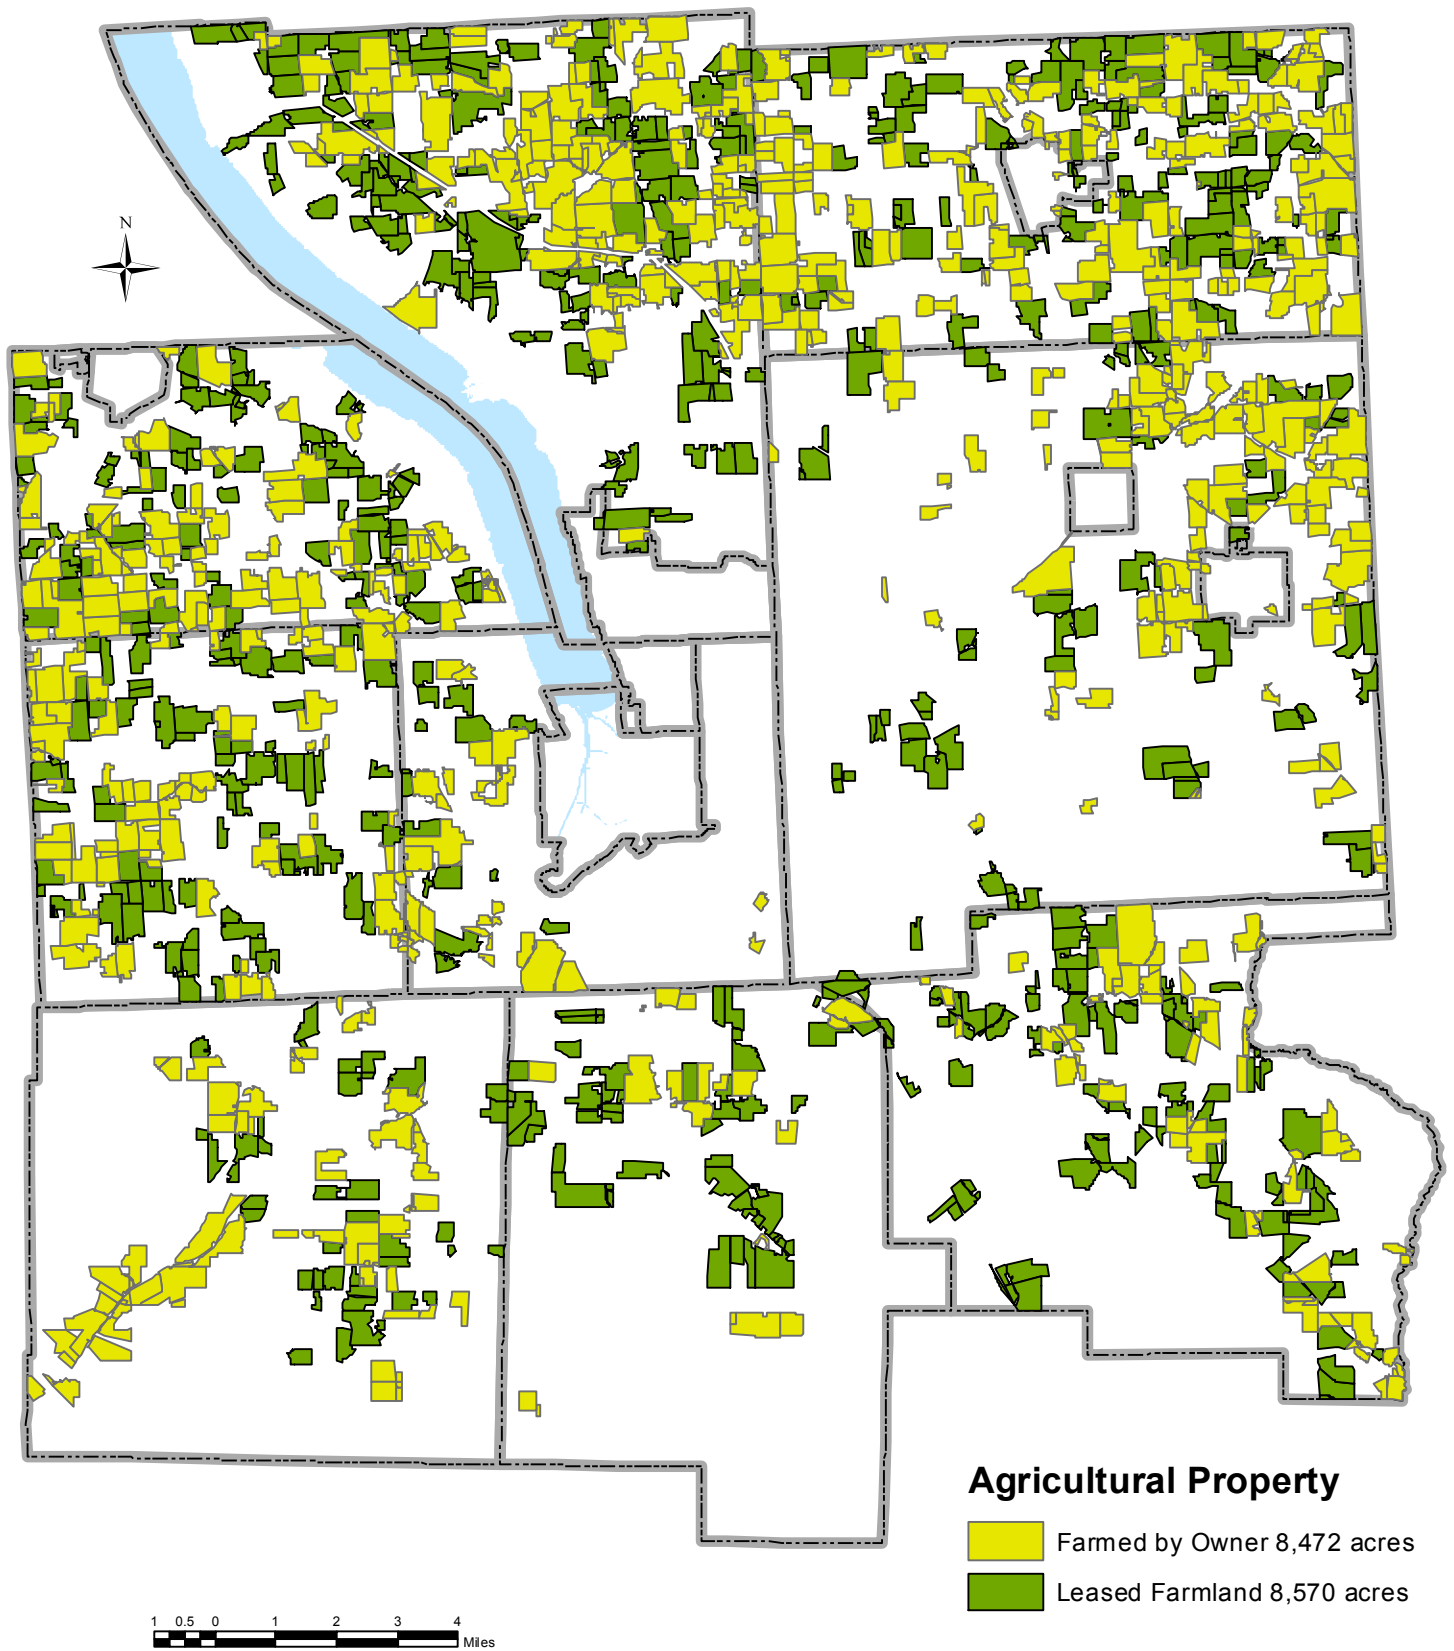 N
Agricultural Property
Farmed by Owner 8,472 acres
Leased Farmland 8,570 acres
1 0.5 0 1 2 3 4
Miles